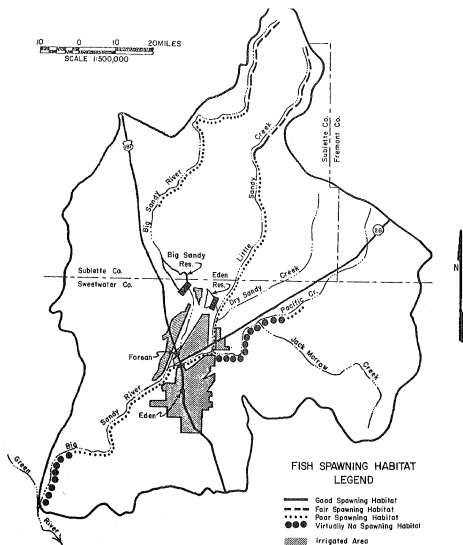 10 0 10 20 MILES
SCALE 1:500,000
Creek
Sublette Co.
Fremont Co.
187
River
Sandy
Big
Sandy
Little
28
Big Sandy
Res.
Eden
Res.
Sublette Co.
Sweetwater Co.
Dry Sandy Creek
Pacific Cr.
N
Jack Morrow
Creek
Farson
Eden
Big Sandy River
Green
River
FISH SPAWNING HABITAT
LEGEND
Good Spawning Habitat
Fair Spawning Habitat
Poor Spawning Habitat
Virtually No Spawning Habitat
Irrigated Area